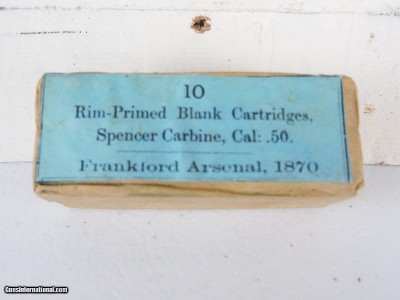 10
Rim-Primed Blank Cartridges,
Spencer Carbine, Cal: .50.
Frankford Arsenal, 1870
GunsInternational.com